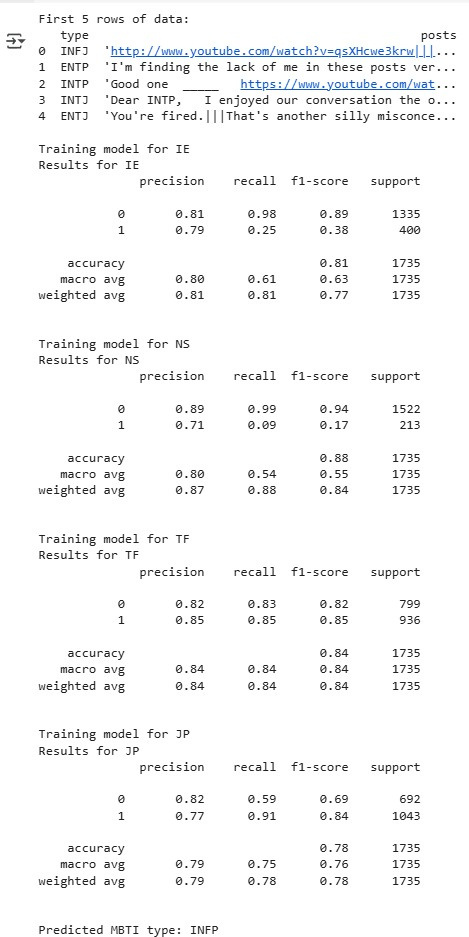 First 5 rows of data:
type posts
0 INFJ 'http://www.youtube.com/watch?v=qsXHcwe3krw|||...
1 ENTP 'I'm finding the lack of me in these posts ver...
2 INTP 'Good one _____ https://www.youtube.com/wat...
3 INTJ 'Dear INTP, I enjoyed our conversation the o...
4 ENTJ 'You're fired.|||That's another silly misconce...
Training model for IE
Results for IE
precision recall f1-score support
0 0.81 0.98 0.89 1335
1 0.79 0.25 0.38 400
accuracy 0.81 1735
macro avg 0.80 0.61 0.63 1735
weighted avg 0.81 0.81 0.77 1735
Training model for NS
Results for NS
precision recall f1-score support
0 0.89 0.99 0.94 1522
1 0.71 0.09 0.17 213
accuracy 0.88 1735
macro avg 0.80 0.54 0.55 1735
weighted avg 0.87 0.88 0.84 1735
Training model for TF
Results for TF
precision recall f1-score support
0 0.82 0.83 0.82 799
1 0.85 0.85 0.85 936
accuracy 0.84 1735
macro avg 0.84 0.84 0.84 1735
weighted avg 0.84 0.84 0.84 1735
Training model for JP
Results for JP
precision recall f1-score support
0 0.82 0.59 0.69 692
1 0.77 0.91 0.84 1043
accuracy 0.78 1735
macro avg 0.79 0.75 0.76 1735
weighted avg 0.79 0.78 0.78 1735
Predicted MBTI type: INFP